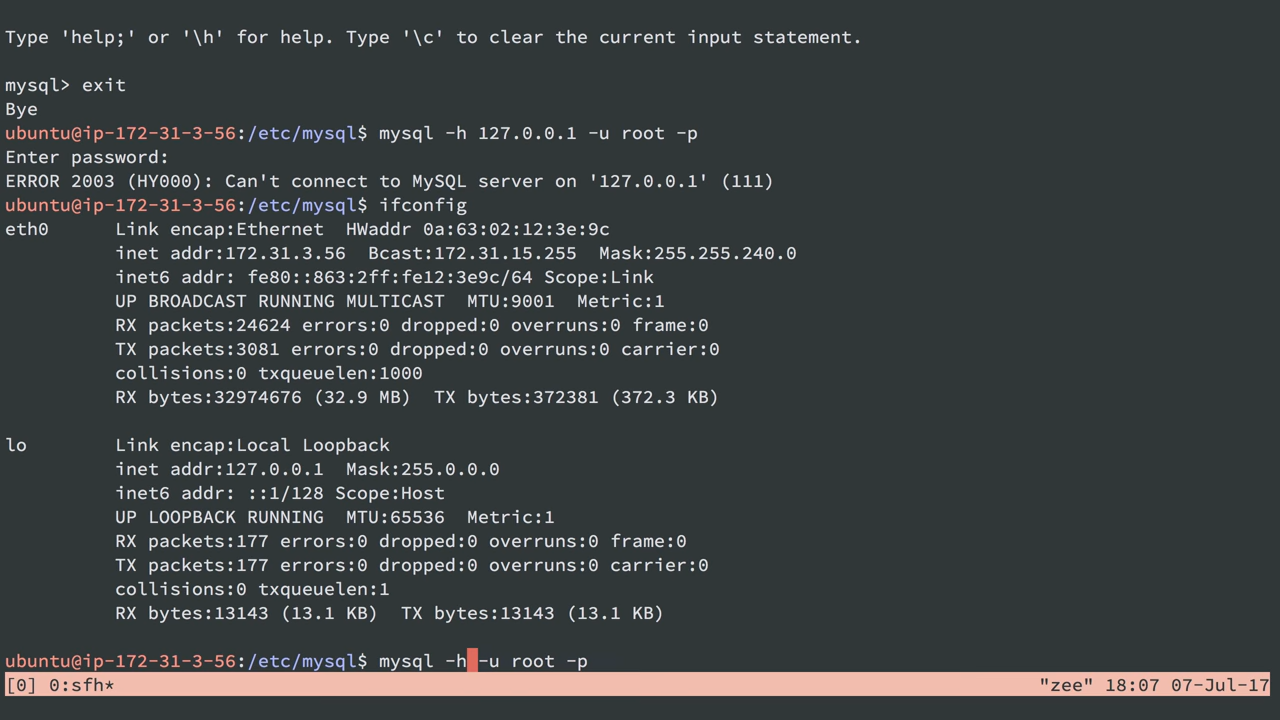 Type 'help;' or '\h' for help. Type '\c' to clear the current input statement.
mysql> exit
Bye
ubuntu@ip-172-31-3-56:/etc/mysql$ mysql -h 127.0.0.1 -u root -p
Enter password:
ERROR 2003 (HY000): Can't connect to MySQL server on '127.0.0.1' (111)
ubuntu@ip-172-31-3-56:/etc/mysql$ ifconfig
eth0      Link encap:Ethernet  HWaddr 0a:63:02:12:3e:9c
          inet addr:172.31.3.56  Bcast:172.31.15.255  Mask:255.255.240.0
          inet6 addr: fe80::863:2ff:fe12:3e9c/64 Scope:Link
          UP BROADCAST RUNNING MULTICAST  MTU:9001  Metric:1
          RX packets:24624 errors:0 dropped:0 overruns:0 frame:0
          TX packets:3081 errors:0 dropped:0 overruns:0 carrier:0
          collisions:0 txqueuelen:1000
          RX bytes:32974676 (32.9 MB)  TX bytes:372381 (372.3 KB)
lo        Link encap:Local Loopback
          inet addr:127.0.0.1  Mask:255.0.0.0
          inet6 addr: ::1/128 Scope:Host
          UP LOOPBACK RUNNING  MTU:65536  Metric:1
          RX packets:177 errors:0 dropped:0 overruns:0 frame:0
          TX packets:177 errors:0 dropped:0 overruns:0 carrier:0
          collisions:0 txqueuelen:1
          RX bytes:13143 (13.1 KB)  TX bytes:13143 (13.1 KB)
ubuntu@ip-172-31-3-56:/etc/mysql$ mysql -h -u root -p
[0] 0:sfh* "zee" 18:07 07-Jul-17